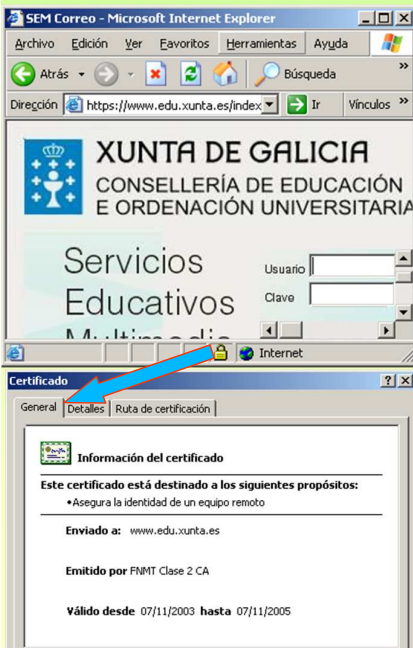 SEM Correo - Microsoft Internet Explorer
Archivo Edición Ver Favoritos Herramientas Ayuda
Atrás Búsqueda »
Dirección https://www.edu.xunta.es/index Ir Vínculos »
XUNTA DE GALICIA
CONSELLERÍA DE EDUCACIÓN
E ORDENACIÓN UNIVERSITARIA
Servicios
Educativos
Multimedia
Usuario
Clave
Internet
Certificado
General Detalles Ruta de certificación
Información del certificado
Este certificado está destinado a los siguientes propósitos:
•Asegura la identidad de un equipo remoto
Enviado a: www.edu.xunta.es
Emitido por FNMT Clase 2 CA
Válido desde 07/11/2003 hasta 07/11/2005